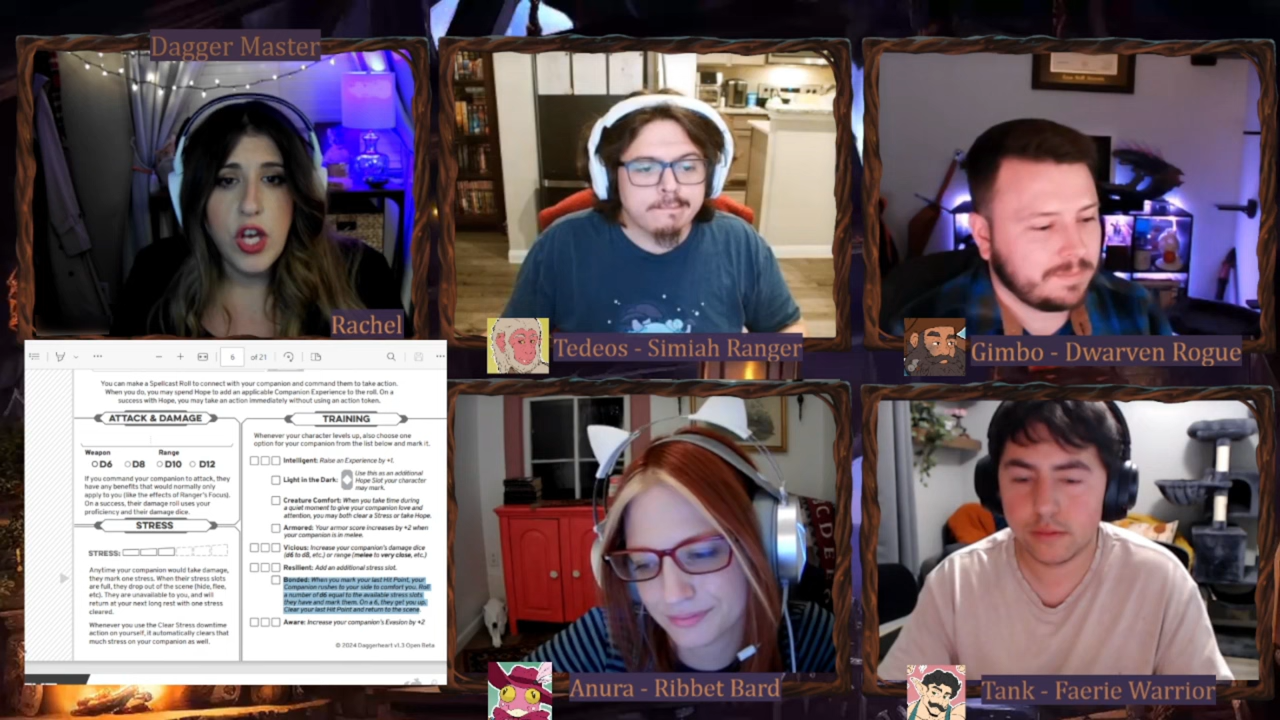 Dagger Master
Rachel
Tedeos - Simiah Ranger
Gimbo - Dwarven Rogue
6 of 21
You can make a Spellcast Roll to connect with your companion and command them to take action.
When you do, you may spend Hope to add an applicable Companion Experience to the roll. On a
success with Hope, you may take an action immediately without using an action token.
ATTACK & DAMAGE
Weapon Range
D6 D8 D10 D12
If you command your companion to attack, they
have any benefits that would normally only
apply to you (like the effects of Ranger's Focus).
On a success, their damage roll uses your
proficiency and their damage dice.
STRESS
STRESS:
Anytime your companion would take damage,
they mark one stress. When their stress slots
are full, they drop out of the scene (hide, flee,
etc). They are unavailable to you, and will
return at your next long rest with one stress
cleared.
Whenever you use the Clear Stress downtime
action on yourself, it automatically clears that
much stress on your companion as well.
TRAINING
Whenever your character levels up, also choose one
option for your companion from the list below and mark it.
Intelligent: Raise an Experience by +1.
Light in the Dark: Use this as an additional
Hope Slot your character
may mark.
Creature Comfort: When you take time during
a quiet moment to give your companion love and
attention, you may both clear a Stress or take Hope.
Armored: Your armor score increases by +2 when
your companion is in melee.
Vicious: Increase your companion's damage dice
(d6 to d8, etc.) or range (melee to very close, etc.)
Resilient: Add an additional stress slot.
Bonded: When you mark your last Hit Point, your
Companion rushes to your side to comfort you. Roll
a number of d6 equal to the available stress slots
they have and mark them. On a 6, they get you up.
Clear your last Hit Point and return to the scene.
Aware: Increase your companion's Evasion by +2
© 2024 Daggerheart v1.3 Open Beta
Anura - Ribbet Bard
Tank - Faerie Warrior